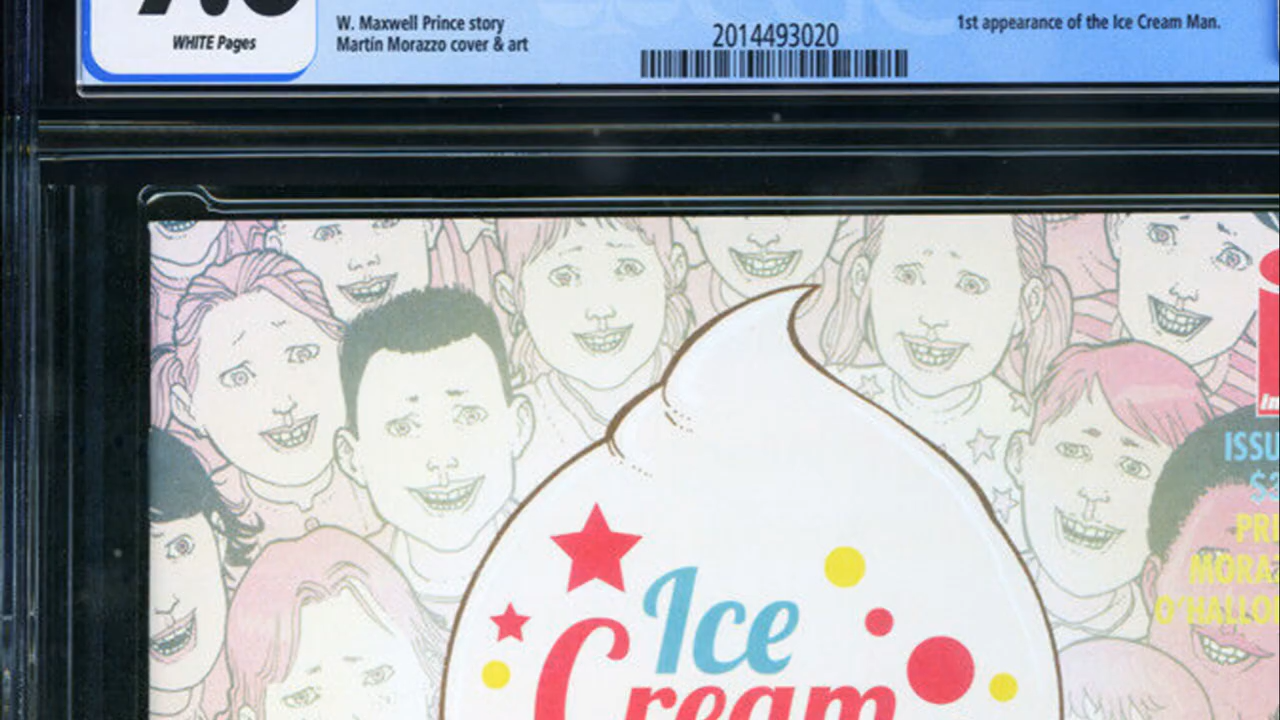 WHITE Pages
W. Maxwell Prince story
Martín Morazzo cover & art
2014493020
1st appearance of the Ice Cream Man.
ISSU
PRI
MORAZ
O'HALLO
Ice
Cream